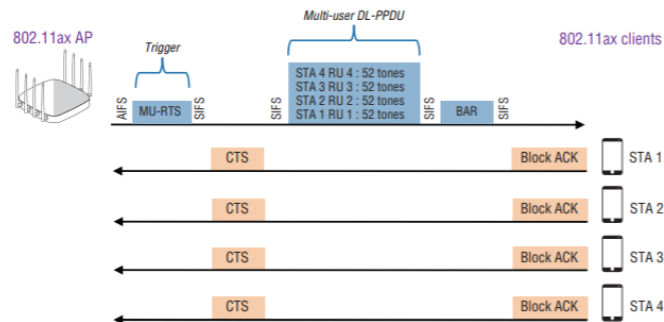 Multi-user DL-PPDU
802.11ax AP
Trigger
802.11ax clients
AIFS
MU-RTS
SIFS
SIFS
STA 4 RU 4 : 52 tones
STA 3 RU 3 : 52 tones
STA 2 RU 2 : 52 tones
STA 1 RU 1 : 52 tones
SIFS
BAR
SIFS
CTS
Block ACK
STA 1
CTS
Block ACK
STA 2
CTS
Block ACK
STA 3
CTS
Block ACK
STA 4